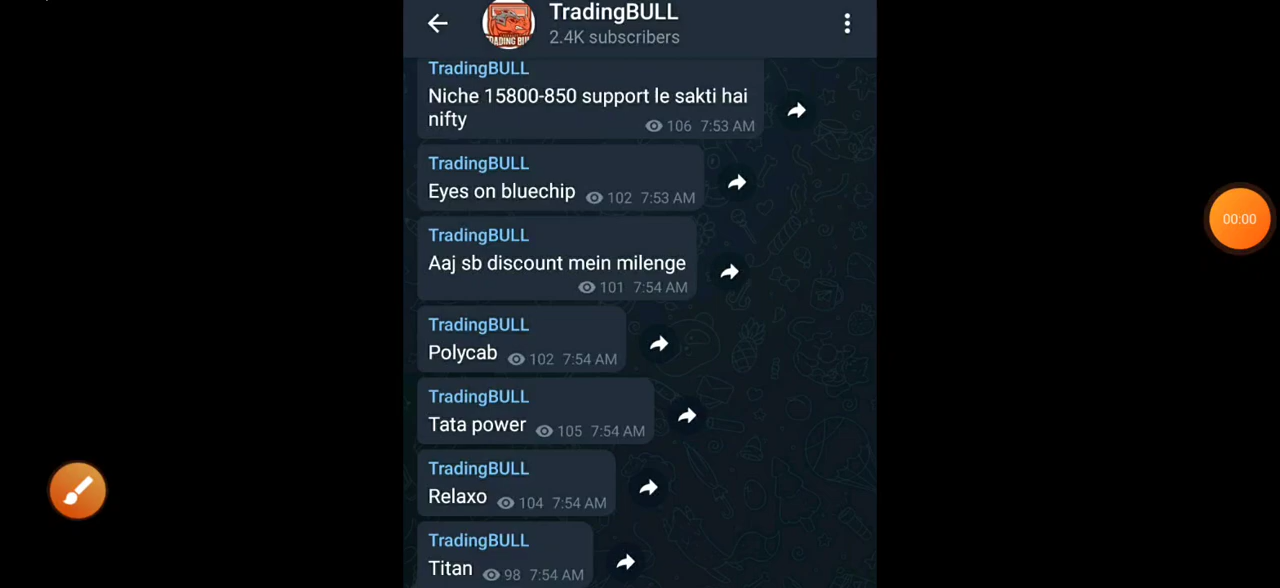 TradingBULL
2.4K subscribers
TradingBULL
Niche 15800-850 support le sakti hai
nifty
106 7:53 AM
TradingBULL
Eyes on bluechip 102 7:53 AM
TradingBULL
Aaj sb discount mein milenge
101 7:54 AM
TradingBULL
Polycab 102 7:54 AM
TradingBULL
Tata power 105 7:54 AM
TradingBULL
Relaxo 104 7:54 AM
TradingBULL
Titan 98 7:54 AM
00:00